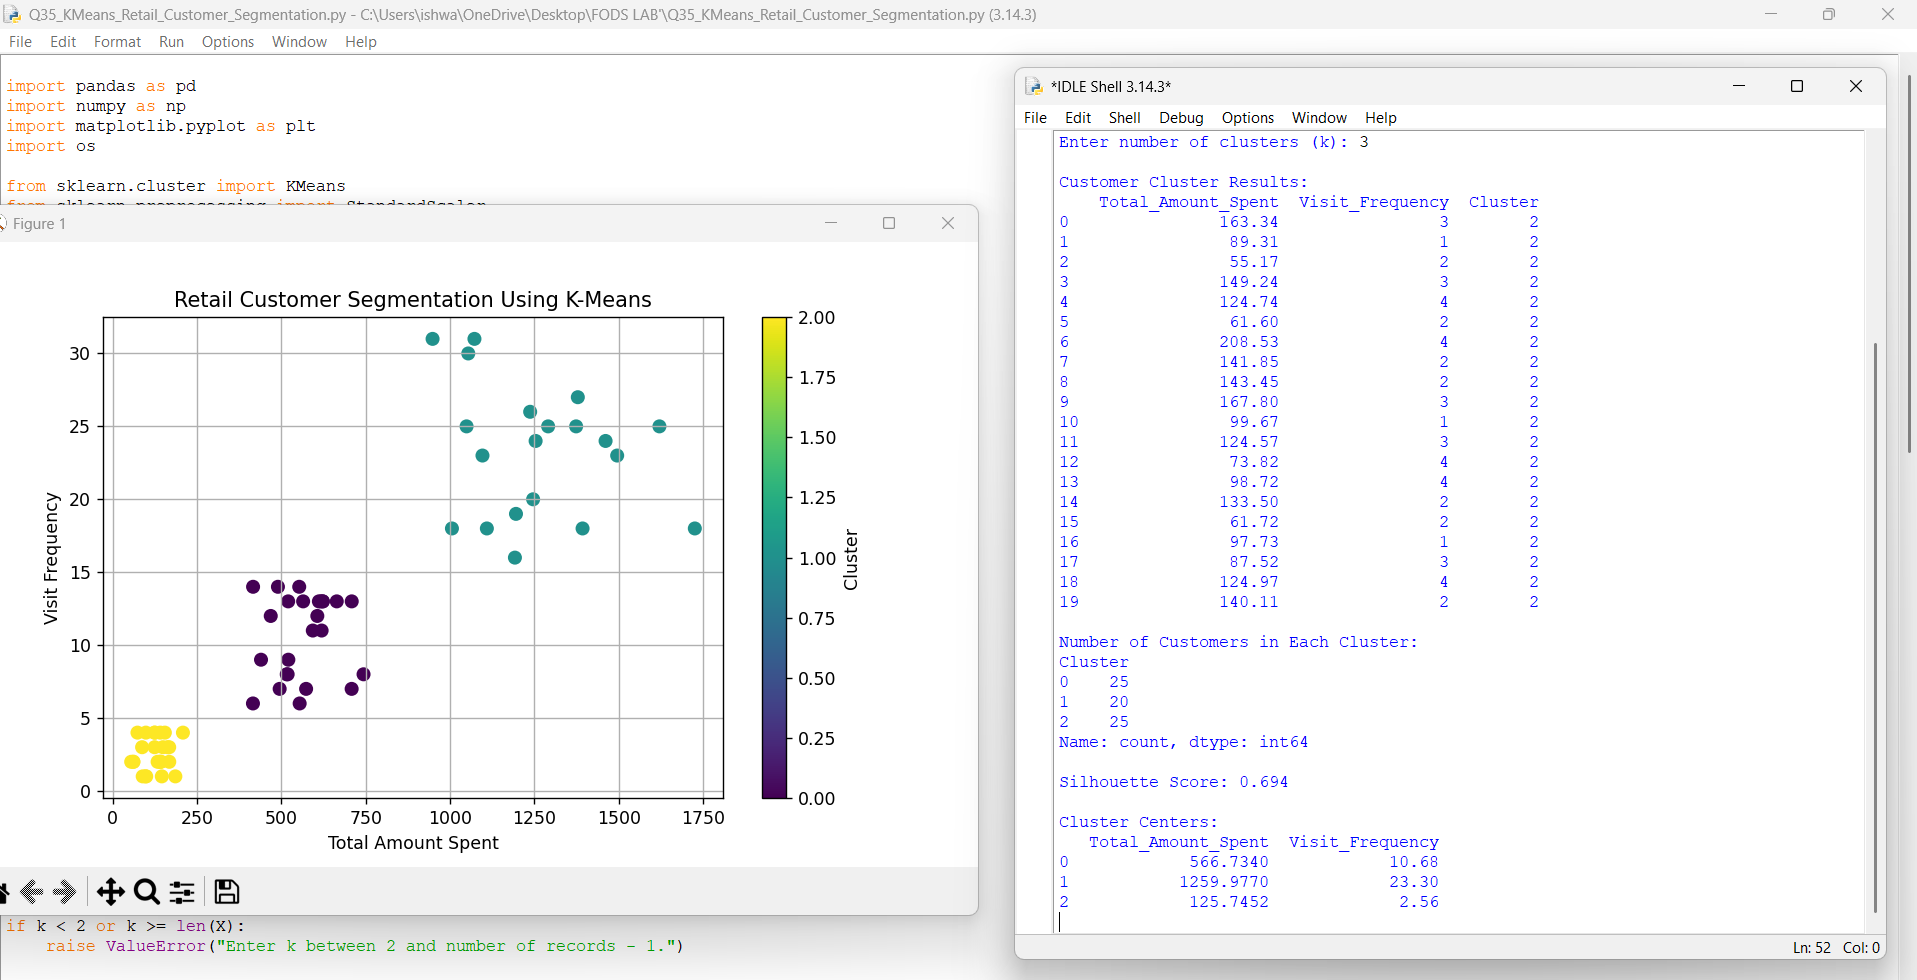 Q35_KMeans_Retail_Customer_Segmentation.py - C:\Users\ishwa\OneDrive\Desktop\FODS LAB'\Q35_KMeans_Retail_Customer_Segmentation.py (3.14.3)
File Edit Format Run Options Window Help
import pandas as pd
import numpy as np
import matplotlib.pyplot as plt
import os
from sklearn.cluster import KMeans
from sklearn.preprocessing import StandardScaler
Figure 1
Retail Customer Segmentation Using K-Means
30
25
20
15
10
5
0
Visit Frequency
0 250 500 750 1000 1250 1500 1750
Total Amount Spent
2.00
1.75
1.50
1.25
1.00
0.75
0.50
0.25
0.00
Cluster
if k < 2 or k >= len(X):
    raise ValueError("Enter k between 2 and number of records - 1.")
*IDLE Shell 3.14.3*
File Edit Shell Debug Options Window Help
Enter number of clusters (k): 3
Customer Cluster Results:
Total_Amount_Spent Visit_Frequency Cluster
0 163.34 3 2
1 89.31 1 2
2 55.17 2 2
3 149.24 3 2
4 124.74 4 2
5 61.60 2 2
6 208.53 4 2
7 141.85 2 2
8 143.45 2 2
9 167.80 3 2
10 99.67 1 2
11 124.57 3 2
12 73.82 4 2
13 98.72 4 2
14 133.50 2 2
15 61.72 2 2
16 97.73 1 2
17 87.52 3 2
18 124.97 4 2
19 140.11 2 2
Number of Customers in Each Cluster:
Cluster
0 25
1 20
2 25
Name: count, dtype: int64
Silhouette Score: 0.694
Cluster Centers:
Total_Amount_Spent Visit_Frequency
0 566.7340 10.68
1 1259.9770 23.30
2 125.7452 2.56
Ln: 52 Col: 0